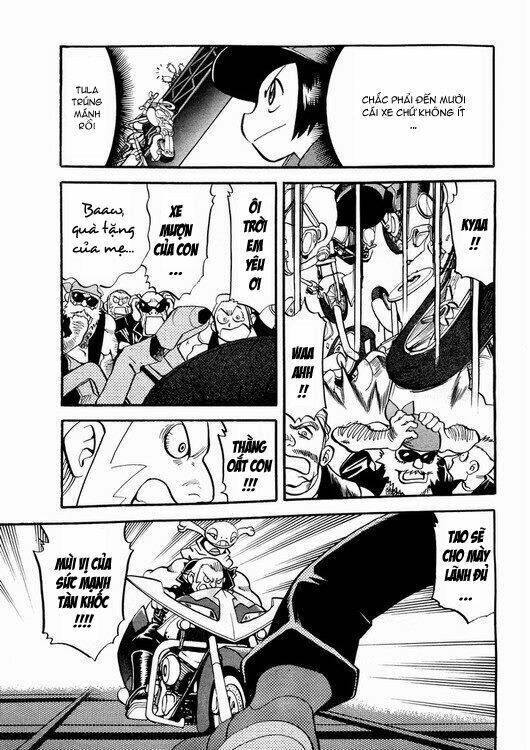 CHẮC PHẢI ĐẾN MƯỜI
CÁI XE CHỨ KHÔNG ÍT
...
TULA
TRÚNG
MÁNH
RỒI
KYAA
!!
WAA
AHH
!!
ÔI
TRỜI
EM
YÊU
ƠI
XE
MƯỢN
CỦA CON
...
Baaw,
quà tặng
của mẹ...
THẰNG
OẮT CON
!!!
TAO SẼ
CHO MÀY
LÃNH ĐỦ
MÙI VỊ CỦA
SỨC MẠNH
TÀN KHỐC
!!!!